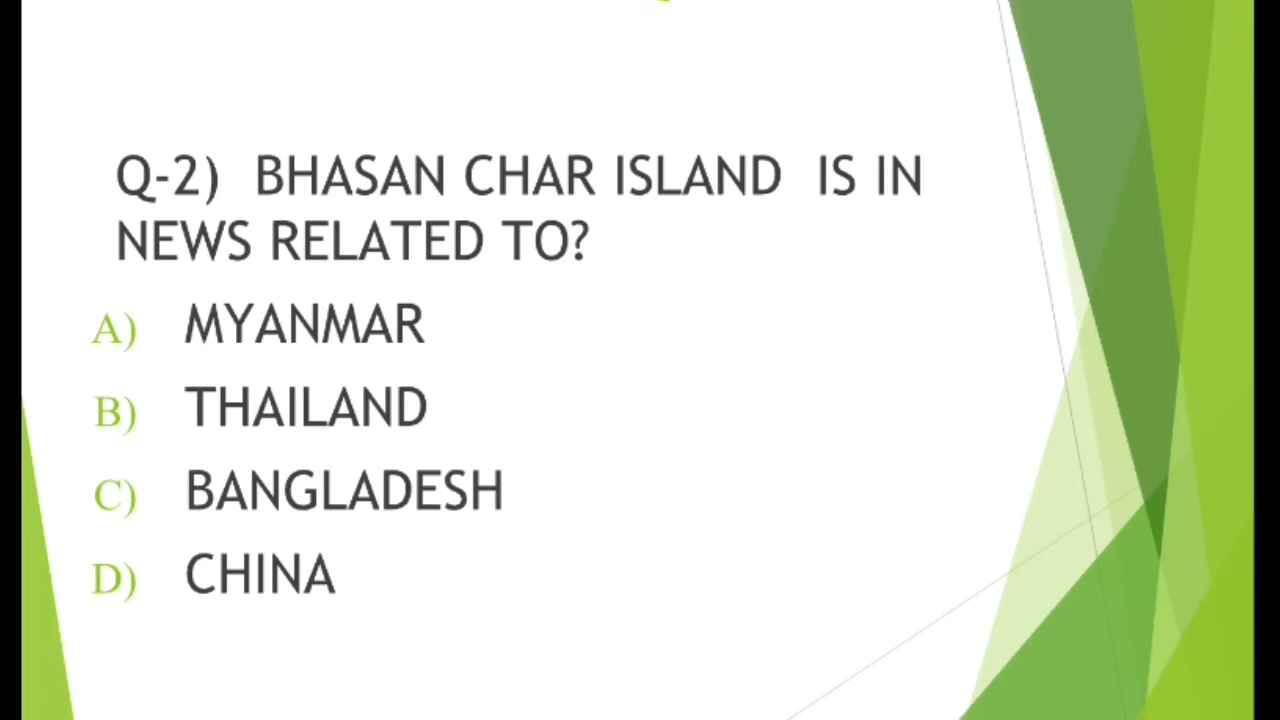 Q-2) BHASAN CHAR ISLAND IS IN
NEWS RELATED TO?
A) MYANMAR
B) THAILAND
C) BANGLADESH
D) CHINA